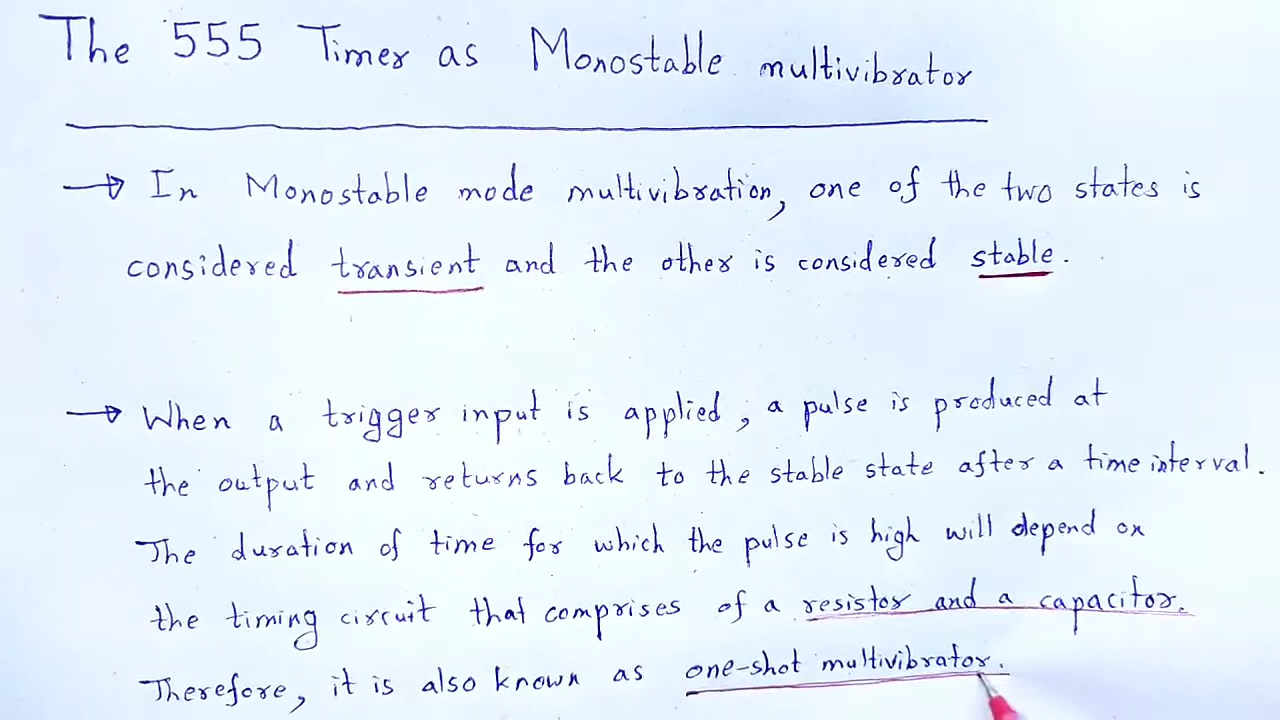 The 555 Timer as Monostable multivibrator
→ In Monostable mode multivibration, one of the two states is
considered transient and the other is considered stable.
→ When a trigger input is applied, a pulse is produced at
the output and returns back to the stable state after a time interval.
The duration of time for which the pulse is high will depend on
the timing circuit that comprises of a resistor and a capacitor.
Therefore, it is also known as one-shot multivibrator.